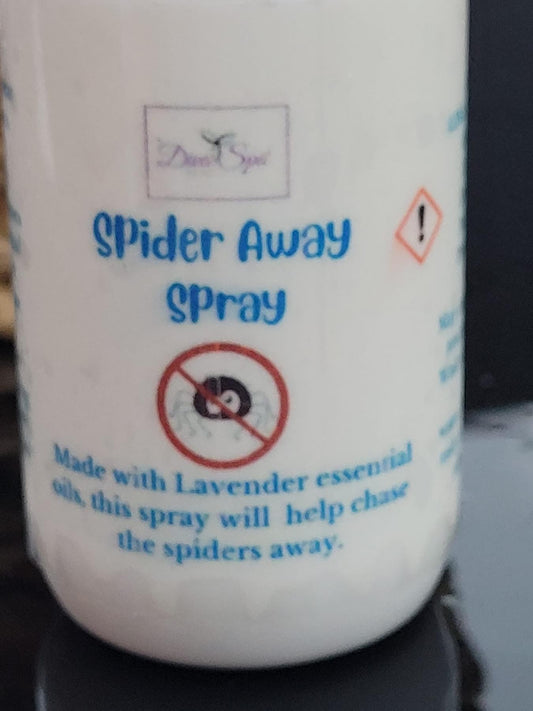 Spider Away
Spray
Made with Lavender essential
oils, this spray will help chase
the spiders away.